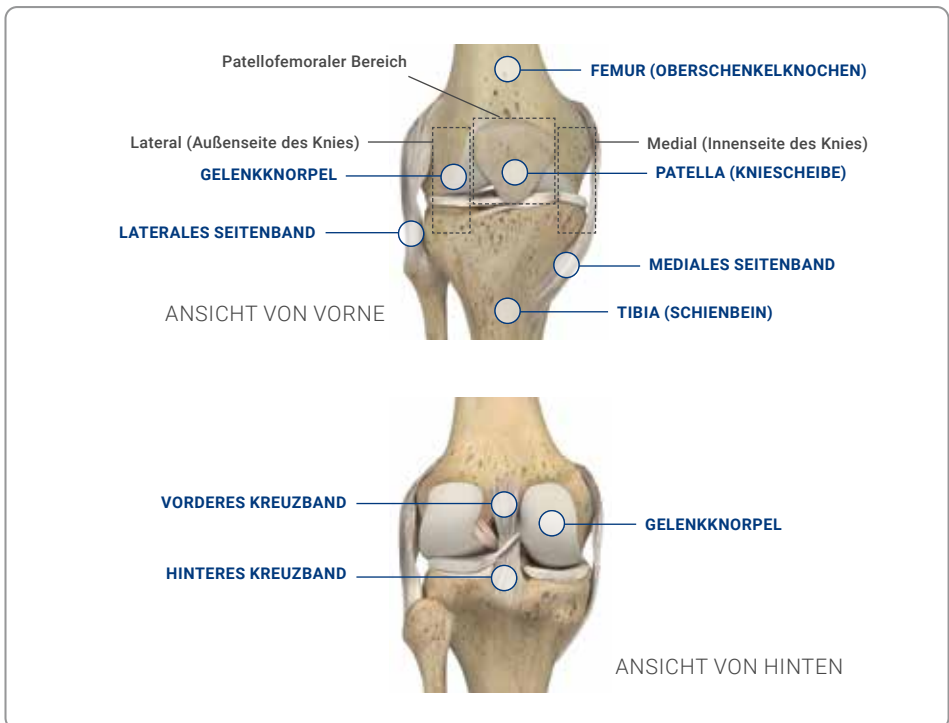 Patellofemoraler Bereich
FEMUR (OBERSCHENKELKNOCHEN)
Lateral (Außenseite des Knies)
Medial (Innenseite des Knies)
GELENKKNORPEL
PATELLA (KNIESCHEIBE)
LATERALES SEITENBAND
MEDIALES SEITENBAND
ANSICHT VON VORNE
TIBIA (SCHIENBEIN)
VORDERES KREUZBAND
GELENKKNORPEL
HINTERES KREUZBAND
ANSICHT VON HINTEN